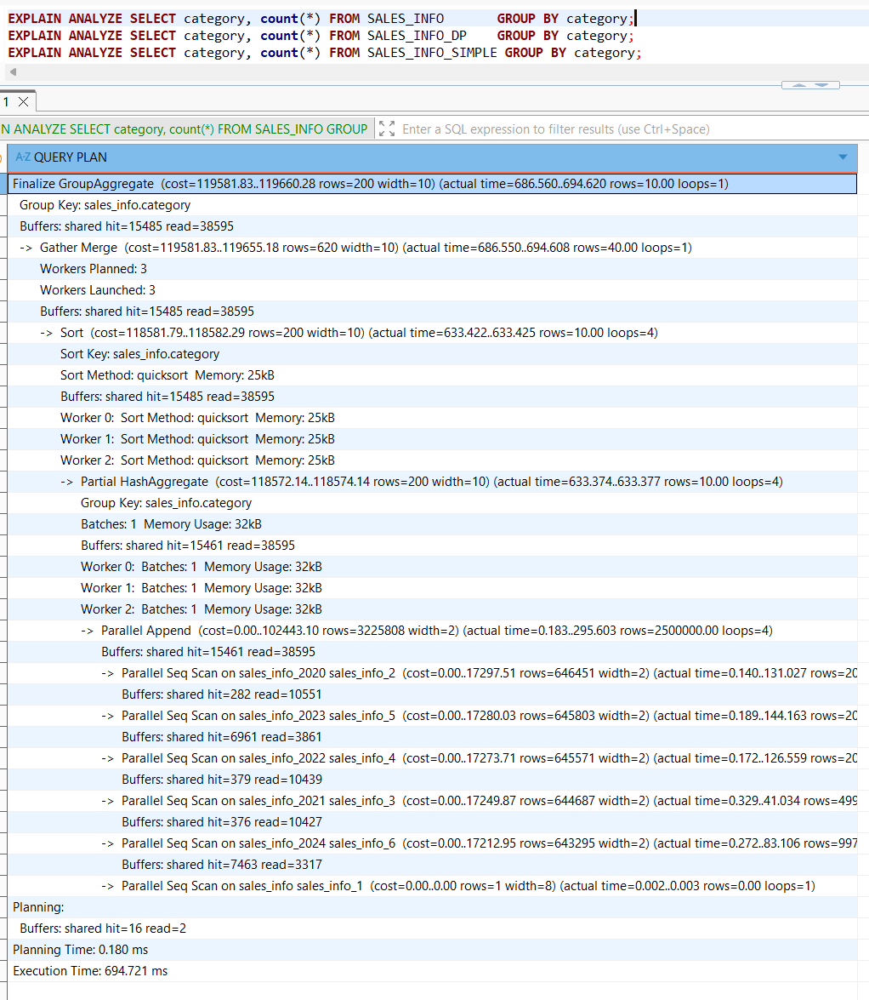 EXPLAIN ANALYZE SELECT category, count(*) FROM SALES_INFO GROUP BY category;
EXPLAIN ANALYZE SELECT category, count(*) FROM SALES_INFO_DP GROUP BY category;
EXPLAIN ANALYZE SELECT category, count(*) FROM SALES_INFO_SIMPLE GROUP BY category;
1
N ANALYZE SELECT category, count(*) FROM SALES_INFO GROUP Enter a SQL expression to filter results (use Ctrl+Space)
A-Z QUERY PLAN
Finalize GroupAggregate (cost=119581.83..119660.28 rows=200 width=10) (actual time=686.560..694.620 rows=10.00 loops=1)
Group Key: sales_info.category
Buffers: shared hit=15485 read=38595
-> Gather Merge (cost=119581.83..119655.18 rows=620 width=10) (actual time=686.550..694.608 rows=40.00 loops=1)
Workers Planned: 3
Workers Launched: 3
Buffers: shared hit=15485 read=38595
-> Sort (cost=118581.79..118582.29 rows=200 width=10) (actual time=633.422..633.425 rows=10.00 loops=4)
Sort Key: sales_info.category
Sort Method: quicksort Memory: 25kB
Buffers: shared hit=15485 read=38595
Worker 0: Sort Method: quicksort Memory: 25kB
Worker 1: Sort Method: quicksort Memory: 25kB
Worker 2: Sort Method: quicksort Memory: 25kB
-> Partial HashAggregate (cost=118572.14..118574.14 rows=200 width=10) (actual time=633.374..633.377 rows=10.00 loops=4)
Group Key: sales_info.category
Batches: 1 Memory Usage: 32kB
Buffers: shared hit=15461 read=38595
Worker 0: Batches: 1 Memory Usage: 32kB
Worker 1: Batches: 1 Memory Usage: 32kB
Worker 2: Batches: 1 Memory Usage: 32kB
-> Parallel Append (cost=0.00..102443.10 rows=3225808 width=2) (actual time=0.183..295.603 rows=2500000.00 loops=4)
Buffers: shared hit=15461 read=38595
-> Parallel Seq Scan on sales_info_2020 sales_info_2 (cost=0.00..17297.51 rows=646451 width=2) (actual time=0.140..131.027 rows=20
Buffers: shared hit=282 read=10551
-> Parallel Seq Scan on sales_info_2023 sales_info_5 (cost=0.00..17280.03 rows=645803 width=2) (actual time=0.189..144.163 rows=20
Buffers: shared hit=6961 read=3861
-> Parallel Seq Scan on sales_info_2022 sales_info_4 (cost=0.00..17273.71 rows=645571 width=2) (actual time=0.172..126.559 rows=20
Buffers: shared hit=379 read=10439
-> Parallel Seq Scan on sales_info_2021 sales_info_3 (cost=0.00..17249.87 rows=644687 width=2) (actual time=0.329..41.034 rows=499
Buffers: shared hit=376 read=10427
-> Parallel Seq Scan on sales_info_2024 sales_info_6 (cost=0.00..17212.95 rows=643295 width=2) (actual time=0.272..83.106 rows=997
Buffers: shared hit=7463 read=3317
-> Parallel Seq Scan on sales_info sales_info_1 (cost=0.00..0.00 rows=1 width=8) (actual time=0.002..0.003 rows=0.00 loops=1)
Planning:
Buffers: shared hit=16 read=2
Planning Time: 0.180 ms
Execution Time: 694.721 ms